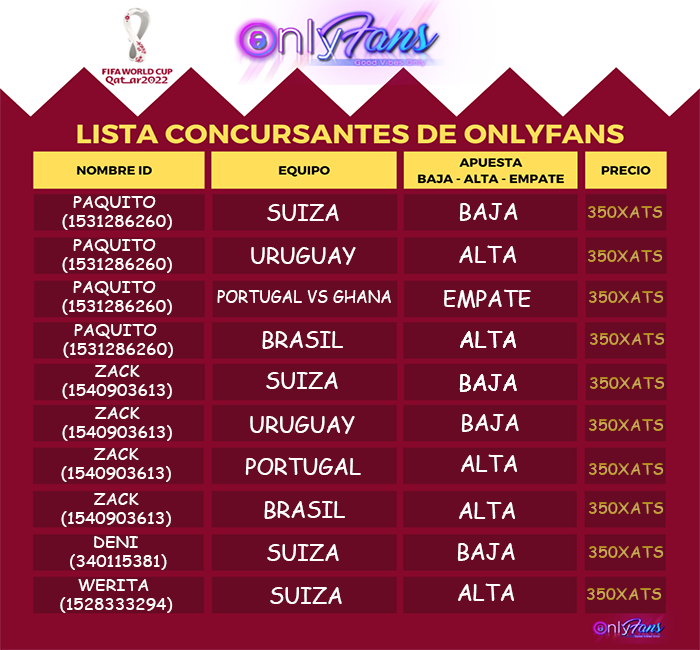 FIFA WORLD CUP
Qatar2022
OnlyFans
Good Vibes Only
LISTA CONCURSANTES DE ONLYFANS
NOMBRE ID
EQUIPO
APUESTA
BAJA - ALTA - EMPATE
PRECIO
PAQUITO
(1531286260)
SUIZA
BAJA
350XATS
PAQUITO
(1531286260)
URUGUAY
ALTA
350XATS
PAQUITO
(1531286260)
PORTUGAL VS GHANA
EMPATE
350XATS
PAQUITO
(1531286260)
BRASIL
ALTA
350XATS
ZACK
(1540903613)
SUIZA
BAJA
350XATS
ZACK
(1540903613)
URUGUAY
BAJA
350XATS
ZACK
(1540903613)
PORTUGAL
ALTA
350XATS
ZACK
(1540903613)
BRASIL
ALTA
350XATS
DENI
(340115381)
SUIZA
BAJA
350XATS
WERITA
(1528333294)
SUIZA
ALTA
350XATS
OnlyFans